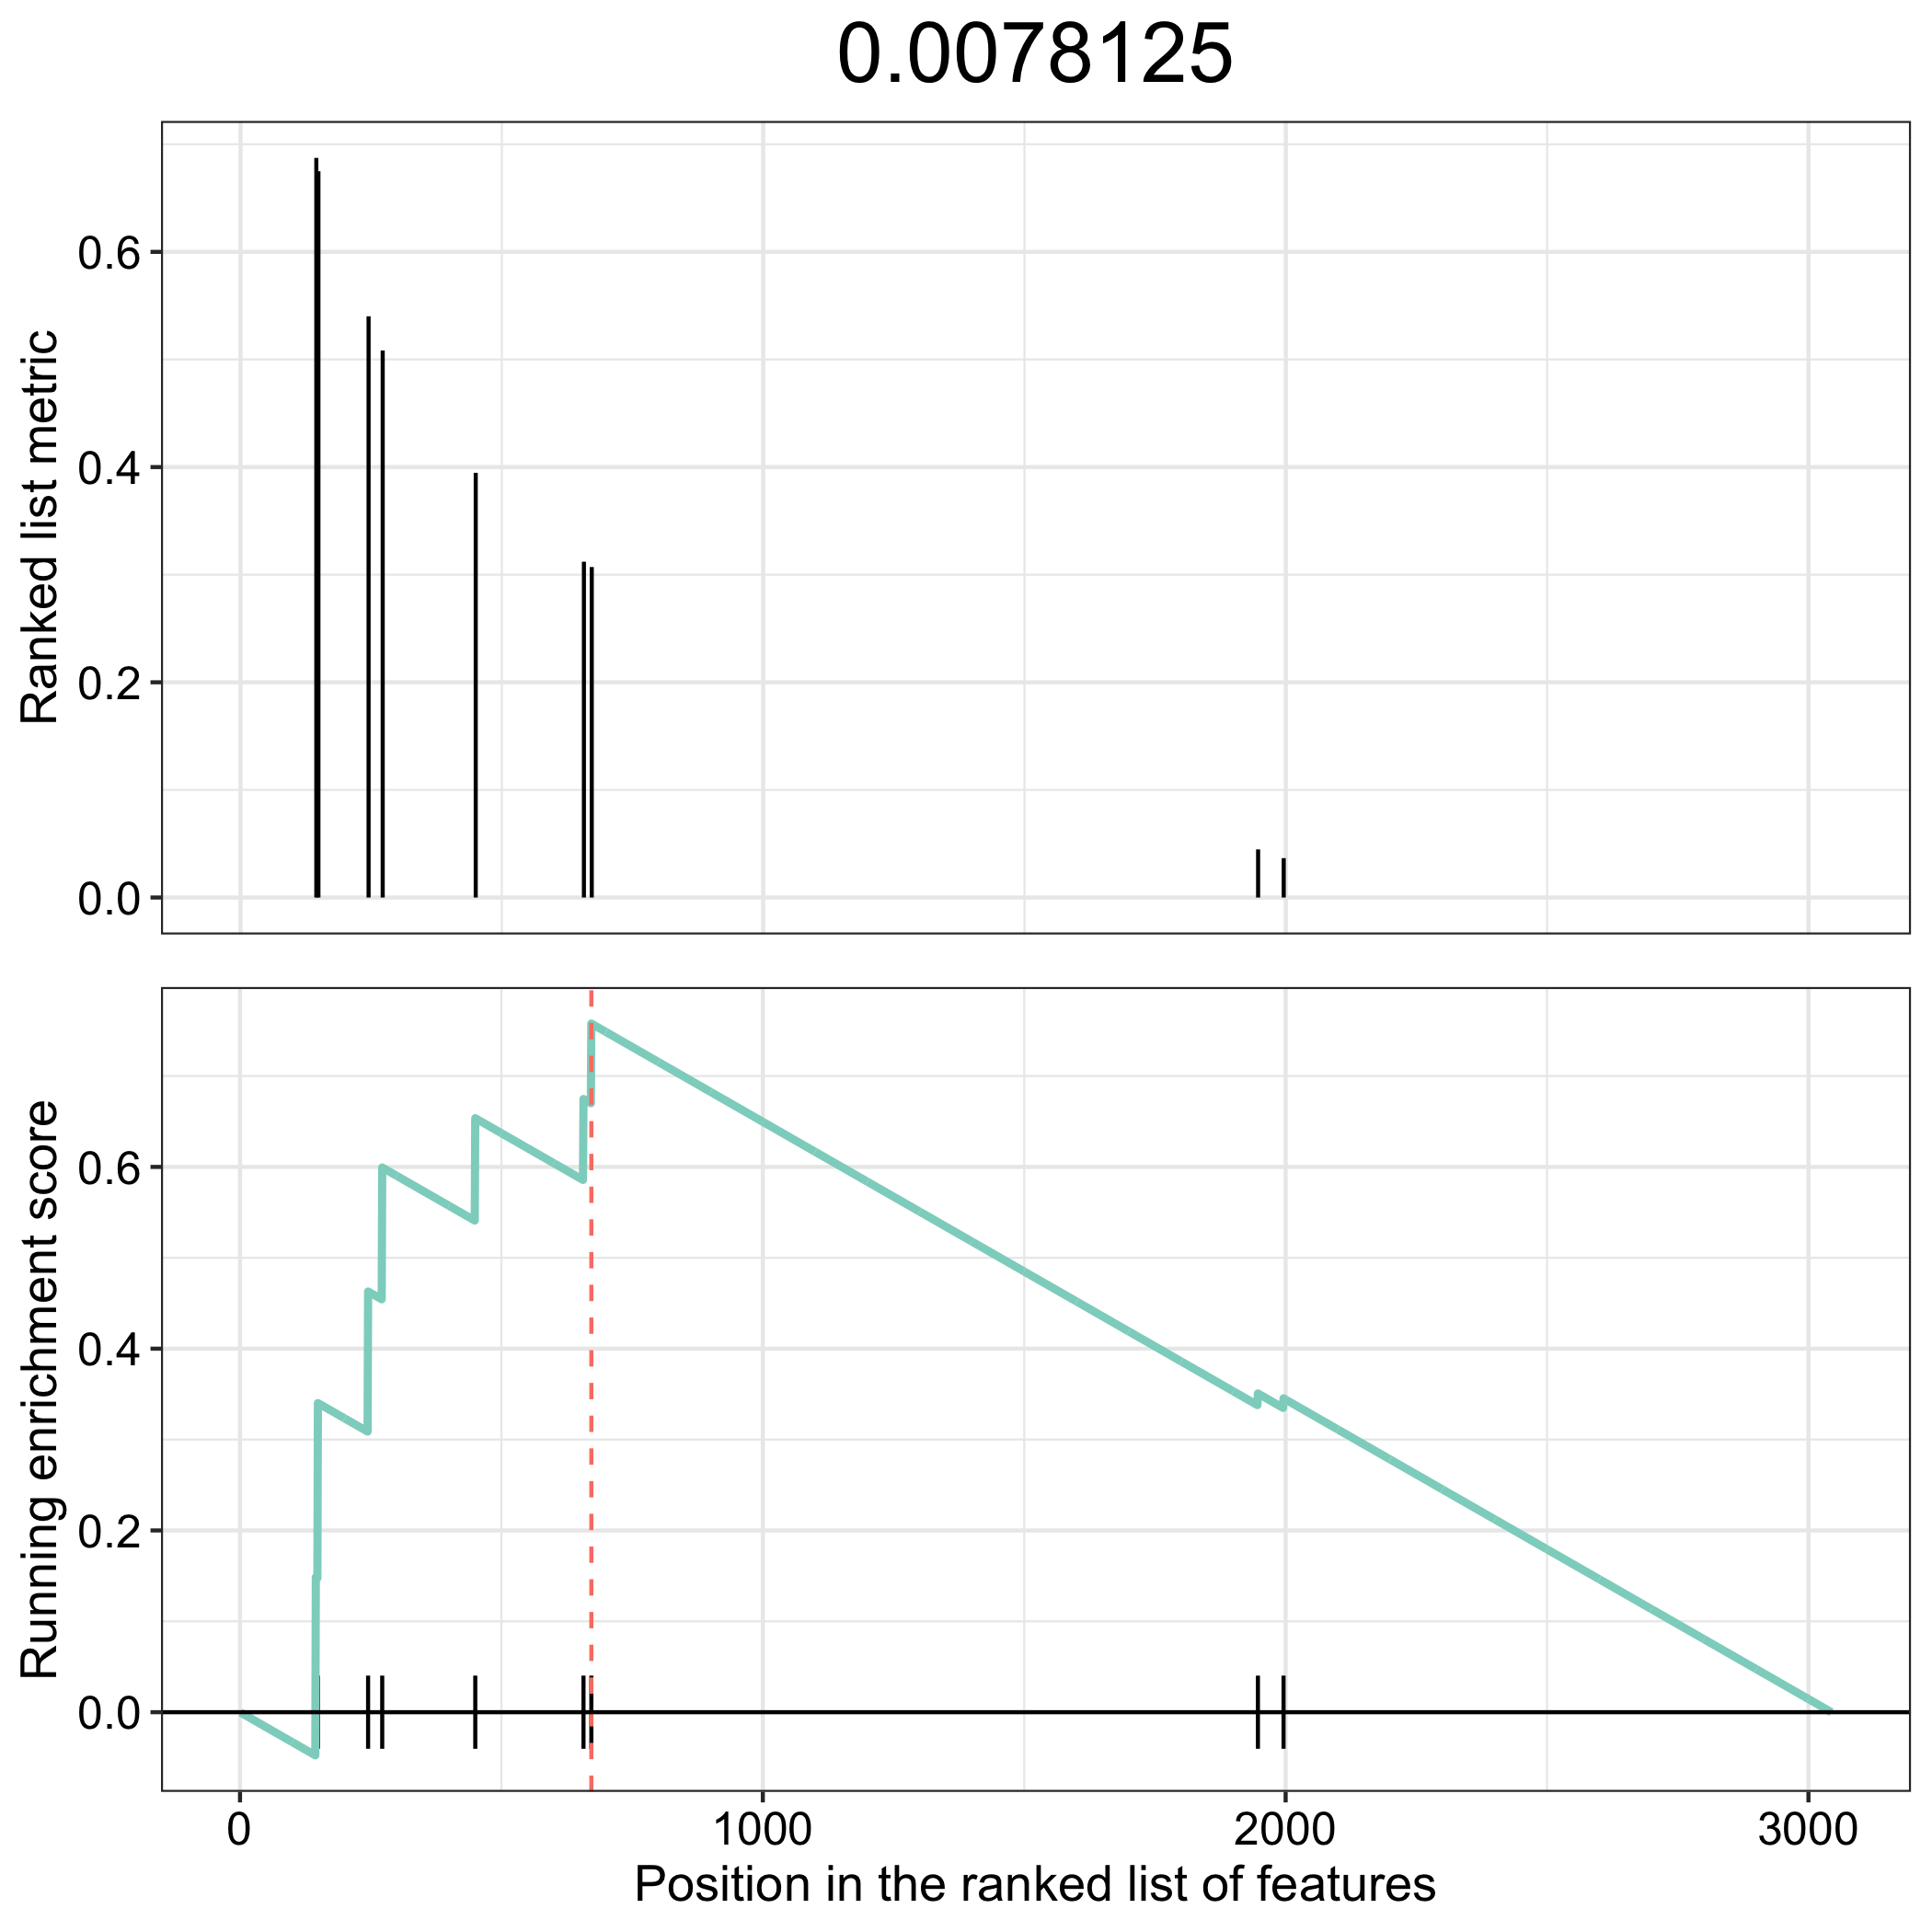 0.0078125
Ranked list metric
0.6
0.4
0.2
0.0
Running enrichment score
0.6
0.4
0.2
0.0
0 1000 2000 3000
Position in the ranked list of features